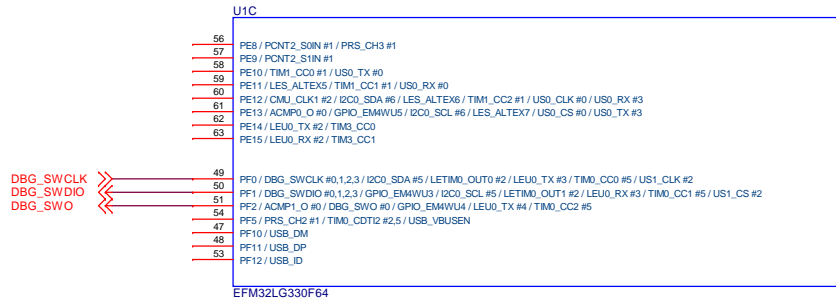 U1C
56 PE8 / PCNT2_S0IN #1 / PRS_CH3 #1
57 PE9 / PCNT2_S1IN #1
58 PE10 / TIM1_CC0 #1 / US0_TX #0
59 PE11 / LES_ALTEX5 / TIM1_CC1 #1 / US0_RX #0
60 PE12 / CMU_CLK1 #2 / I2C0_SDA #6 / LES_ALTEX6 / TIM1_CC2 #1 / US0_CLK #0 / US0_RX #3
61 PE13 / ACMP0_O #0 / GPIO_EM4WU5 / I2C0_SCL #6 / LES_ALTEX7 / US0_CS #0 / US0_TX #3
62 PE14 / LEU0_TX #2 / TIM3_CC0
63 PE15 / LEU0_RX #2 / TIM3_CC1
DBG_SWCLK 49 PF0 / DBG_SWCLK #0,1,2,3 / I2C0_SDA #5 / LETIM0_OUT0 #2 / LEU0_TX #3 / TIM0_CC0 #5 / US1_CLK #2
DBG_SWDIO 50 PF1 / DBG_SWDIO #0,1,2,3 / GPIO_EM4WU3 / I2C0_SCL #5 / LETIM0_OUT1 #2 / LEU0_RX #3 / TIM0_CC1 #5 / US1_CS #2
DBG_SWO 51 PF2 / ACMP1_O #0 / DBG_SWO #0 / GPIO_EM4WU4 / LEU0_TX #4 / TIM0_CC2 #5
54 PF5 / PRS_CH2 #1 / TIM0_CDTI2 #2,5 / USB_VBUSEN
47 PF10 / USB_DM
48 PF11 / USB_DP
53 PF12 / USB_ID
EFM32LG330F64